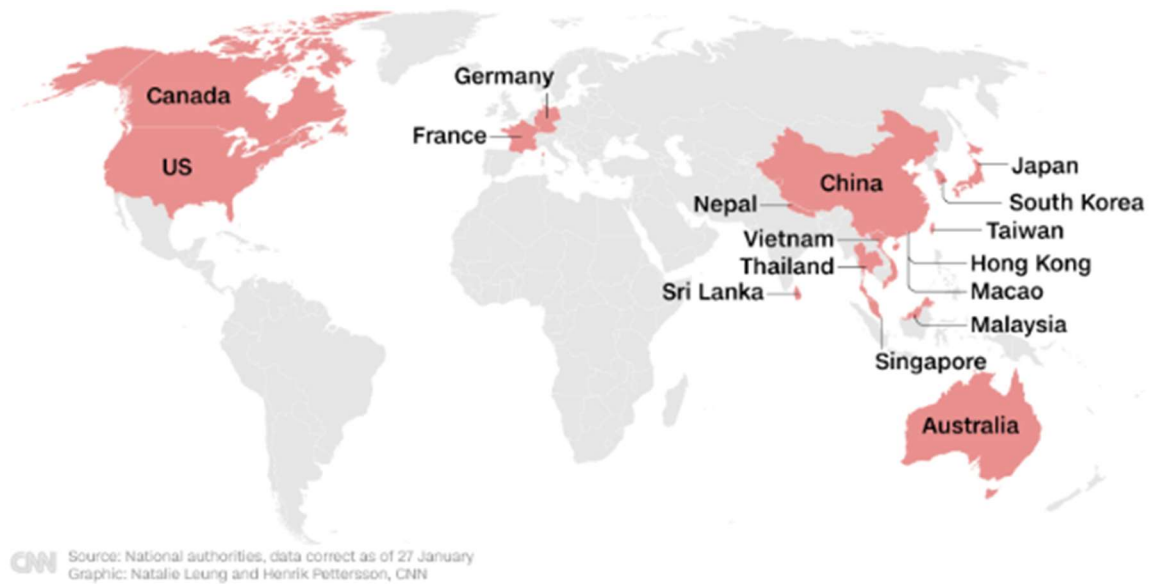 Germany
Canada
France
US
Japan
China
South Korea
Nepal
Taiwan
Vietnam
Hong Kong
Thailand
Macao
Sri Lanka
Malaysia
Singapore
Australia
CNN
Source: National authorities, data correct as of 27 January
Graphic: Natalie Leung and Henrik Pettersson, CNN